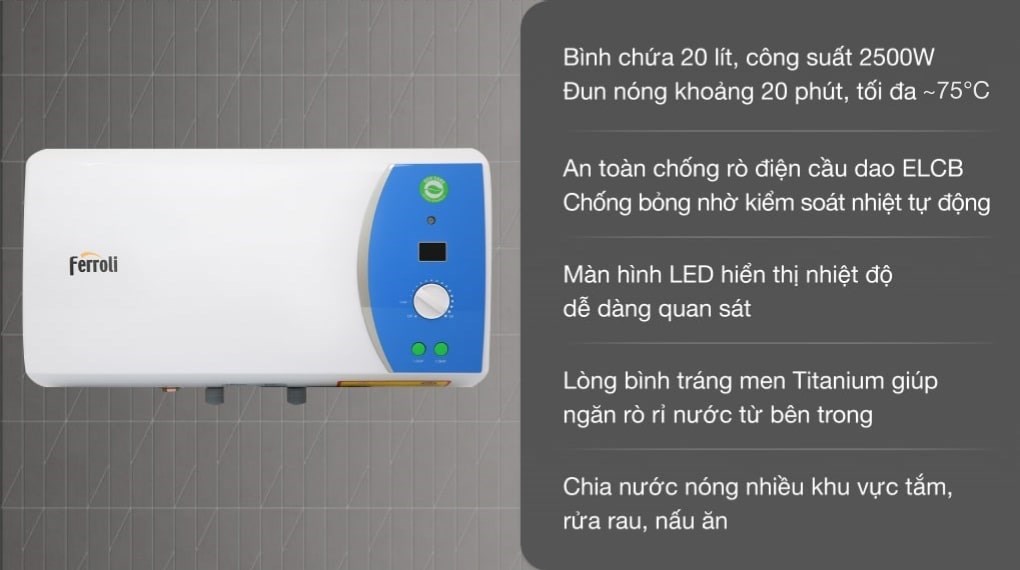 Ferroli
Bình chứa 20 lít, công suất 2500W
Đun nóng khoảng 20 phút, tối đa ~75°C
An toàn chống rò điện cầu dao ELCB
Chống bỏng nhờ kiểm soát nhiệt tự động
Màn hình LED hiển thị nhiệt độ
dễ dàng quan sát
Lòng bình tráng men Titanium giúp
ngăn rò rỉ nước từ bên trong
Chia nước nóng nhiều khu vực tắm,
rửa rau, nấu ăn